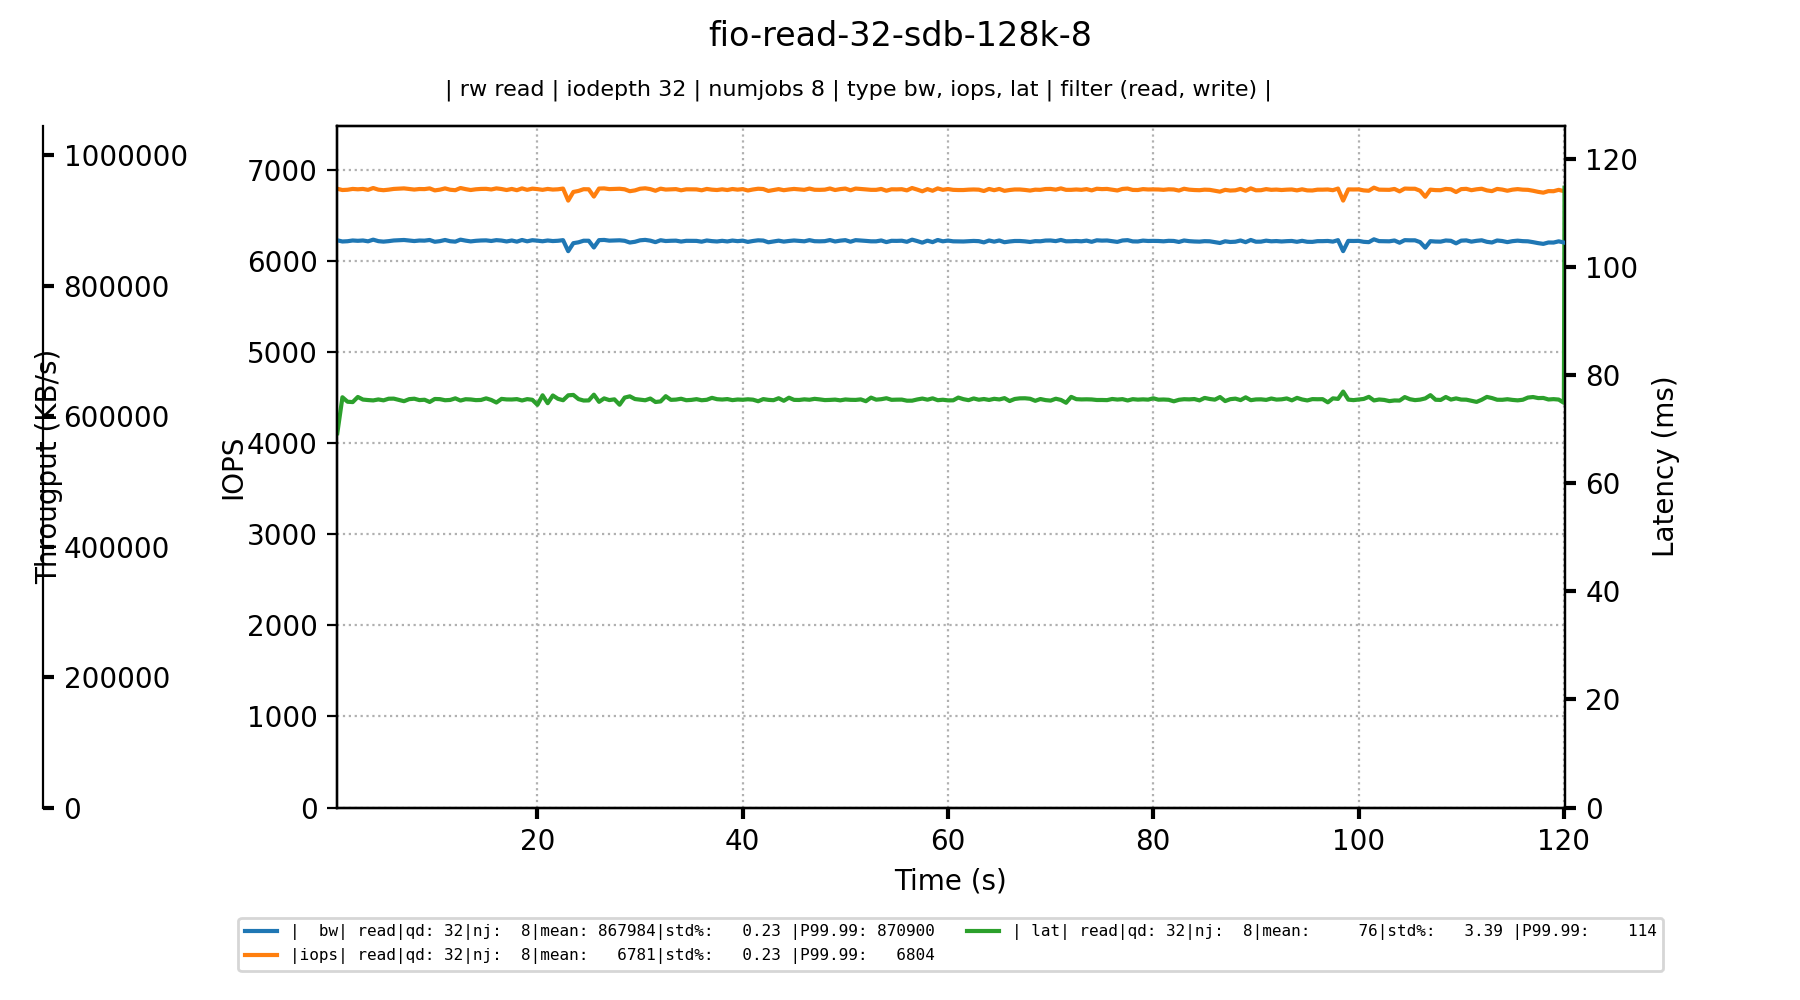 fio-read-32-sdb-128k-8
| rw read | iodepth 32 | numjobs 8 | type bw, iops, lat | filter (read, write) |
Througput (KB/s)
1000000
800000
600000
400000
200000
0
IOPS
7000
6000
5000
4000
3000
2000
1000
0
120
100
80
60
40
20
0
Latency (ms)
20 40 60 80 100 120
Time (s)
| bw| read|qd: 32|nj: 8|mean: 867984|std%: 0.23 |P99.99: 870900
|iops| read|qd: 32|nj: 8|mean: 6781|std%: 0.23 |P99.99: 6804
| lat| read|qd: 32|nj: 8|mean: 76|std%: 3.39 |P99.99: 114